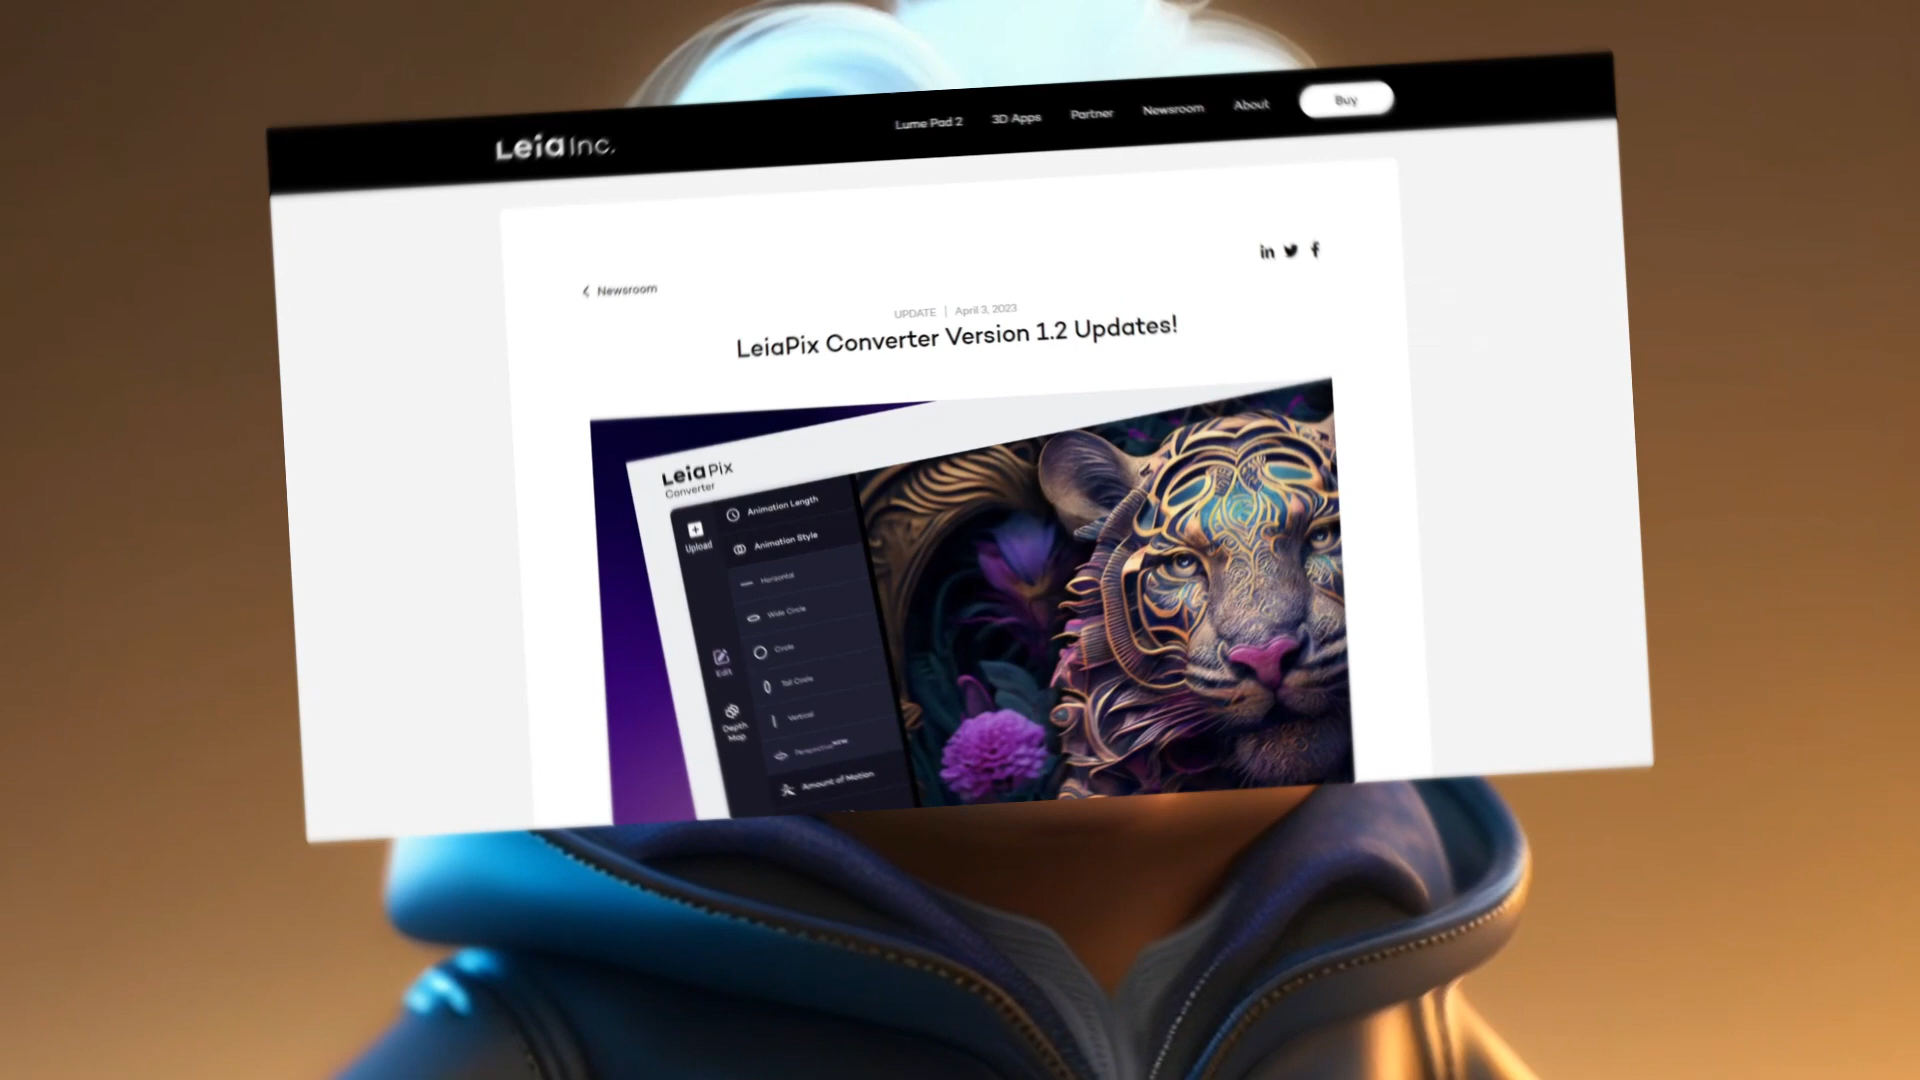 Leia Inc.
Lume Pad 2
3D Apps
Partner
Newsroom
About
Buy
Newsroom
UPDATE | April 3, 2023
LeiaPix Converter Version 1.2 Updates!
Leia Pix
Converter
Upload
Edit
Depth
Map
Animation Length
Animation Style
Horizontal
Wide Circle
Circle
Tall Circle
Vertical
Perspective NEW
Amount of Motion